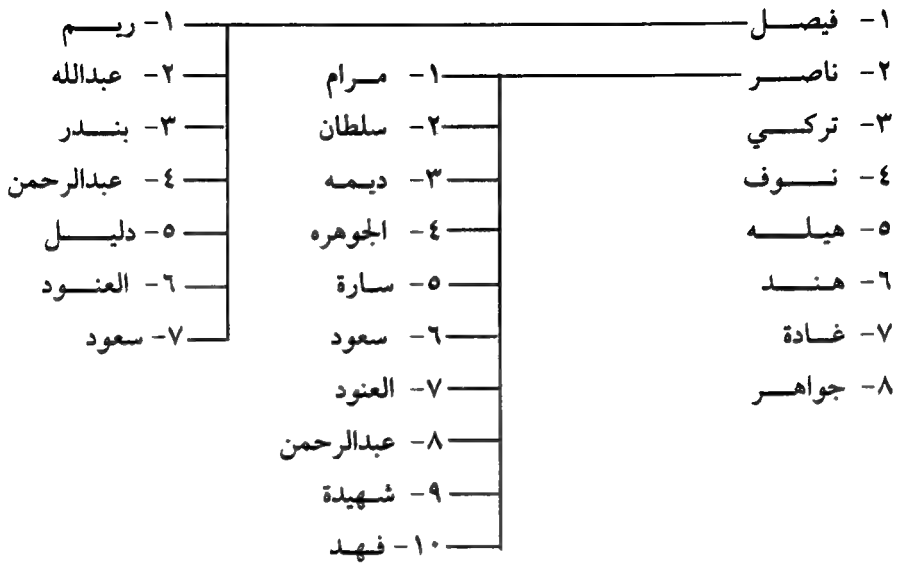 ١- فيصل
٢- ناصر
٣- تركي
٤- نوف
٥- هيله
٦- هند
٧- غادة
٨- جواهر
١- مرام
٢- سلطان
٣- ديمه
٤- الجوهره
٥- سارة
٦- سعود
٧- العنود
٨- عبدالرحمن
٩- شهيدة
١٠- فهد
١- ريم
٢- عبدالله
٣- بندر
٤- عبدالرحمن
٥- دليل
٦- العنود
٧- سعود